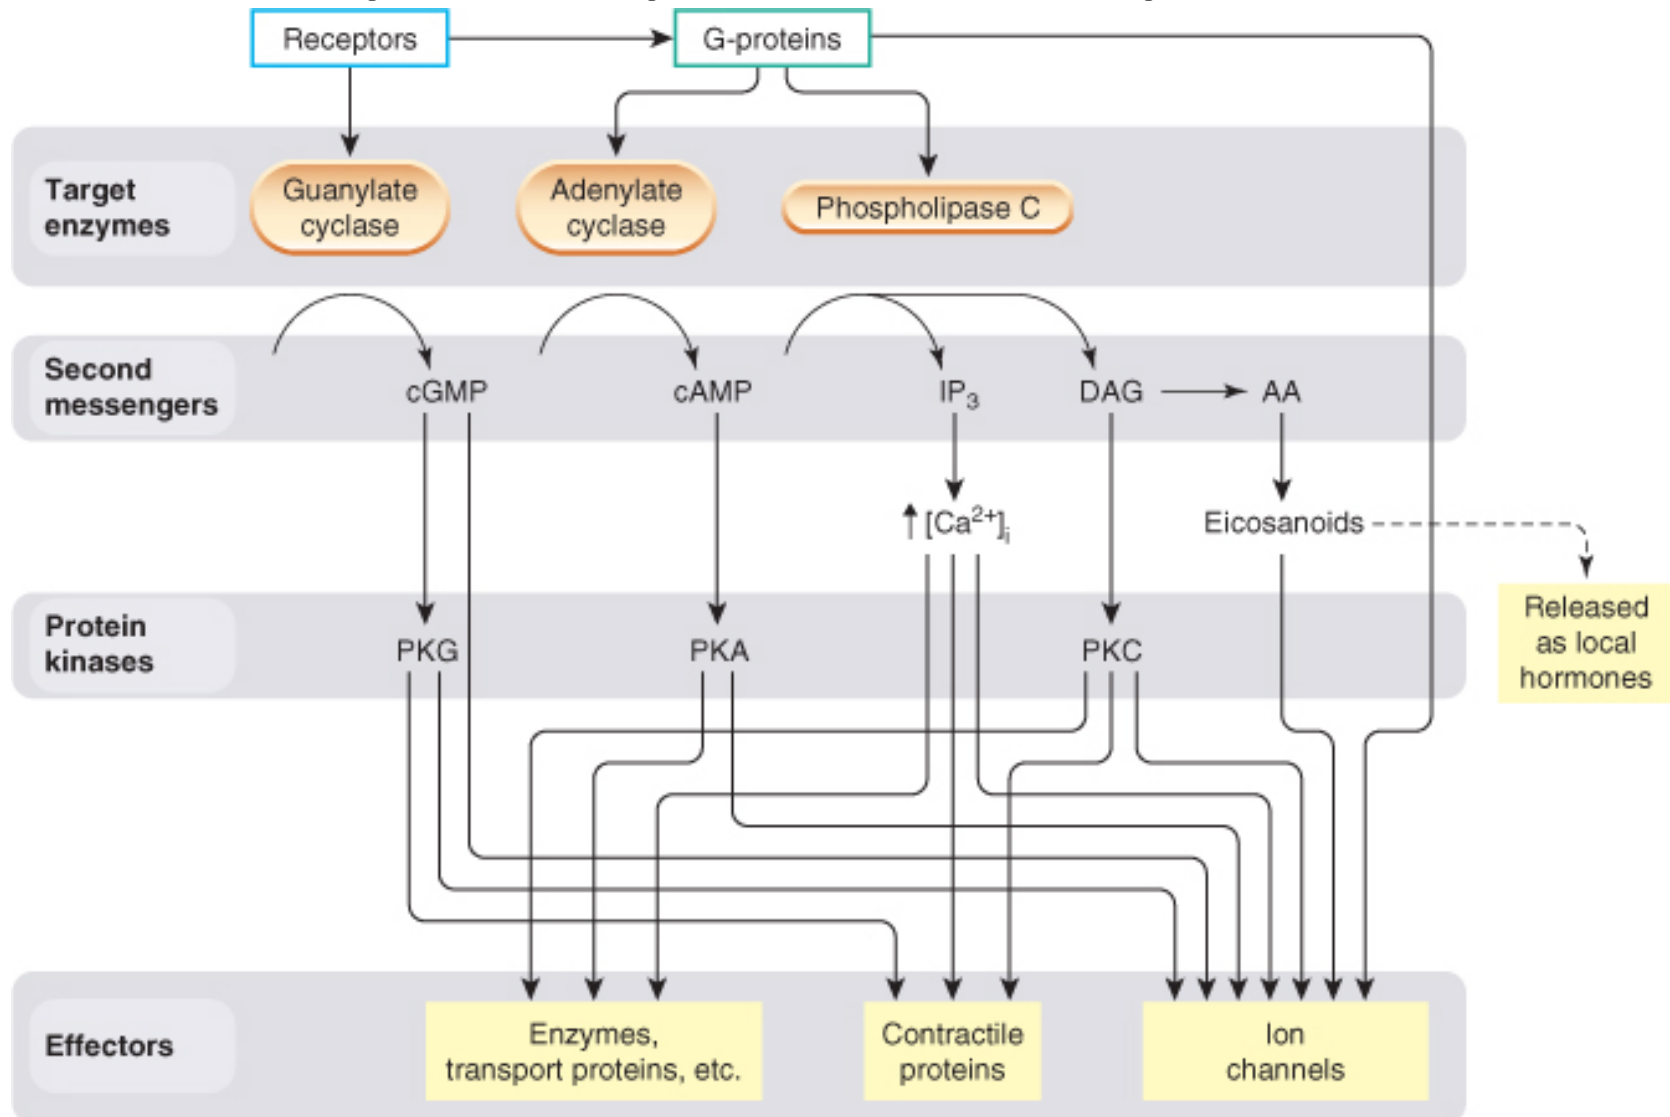 Receptors
G-proteins
Target
enzymes
Guanylate
cyclase
Adenylate
cyclase
Phospholipase C
Second
messengers
cGMP
cAMP
IP3
DAG
AA
↑ [Ca2+]i
Eicosanoids
Released
as local
hormones
Protein
kinases
PKG
PKA
PKC
Effectors
Enzymes,
transport proteins, etc.
Contractile
proteins
Ion
channels